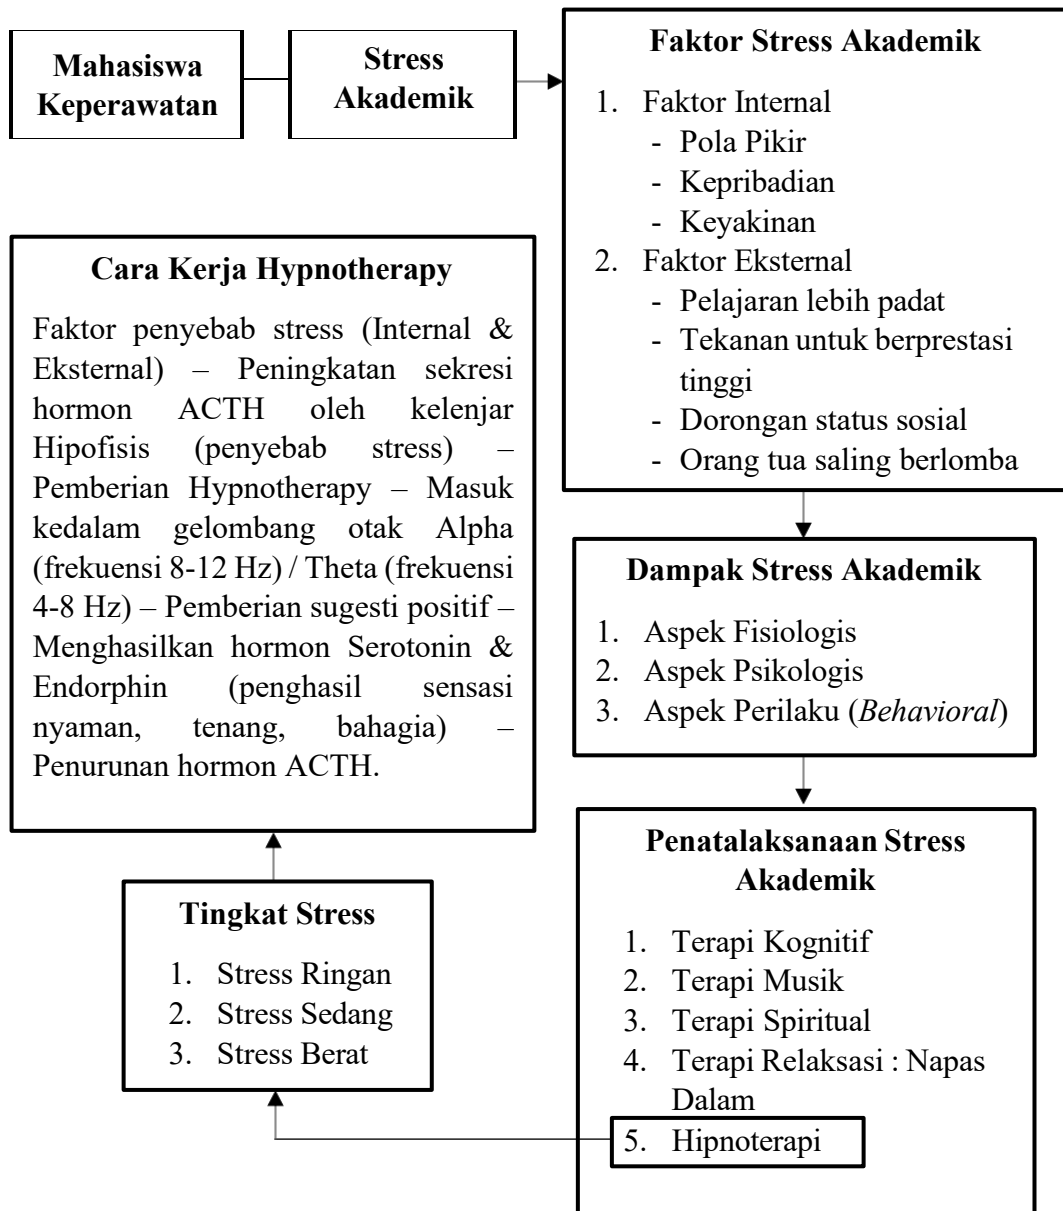 Mahasiswa
Keperawatan
Stress
Akademik
Faktor Stress Akademik
1. Faktor Internal
- Pola Pikir
- Kepribadian
- Keyakinan
2. Faktor Eksternal
- Pelajaran lebih padat
- Tekanan untuk berprestasi
tinggi
- Dorongan status sosial
- Orang tua saling berlomba
Dampak Stress Akademik
1. Aspek Fisiologis
2. Aspek Psikologis
3. Aspek Perilaku (Behavioral)
Penatalaksanaan Stress
Akademik
1. Terapi Kognitif
2. Terapi Musik
3. Terapi Spiritual
4. Terapi Relaksasi : Napas
Dalam
5. Hipnoterapi
Tingkat Stress
1. Stress Ringan
2. Stress Sedang
3. Stress Berat
Cara Kerja Hypnotherapy
Faktor penyebab stress (Internal &
Eksternal) – Peningkatan sekresi
hormon ACTH oleh kelenjar
Hipofisis (penyebab stress) –
Pemberian Hypnotherapy – Masuk
kedalam gelombang otak Alpha
(frekuensi 8-12 Hz) / Theta (frekuensi
4-8 Hz) – Pemberian sugesti positif –
Menghasilkan hormon Serotonin &
Endorphin (penghasil sensasi
nyaman, tenang, bahagia) –
Penurunan hormon ACTH.